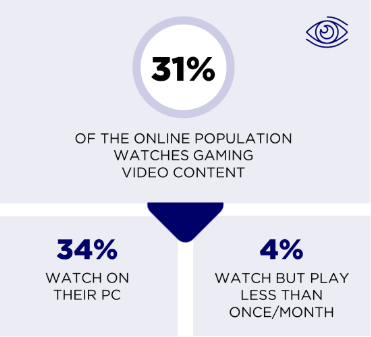 31%
OF THE ONLINE POPULATION
WATCHES GAMING
VIDEO CONTENT
34%
WATCH ON
THEIR PC
4%
WATCH BUT PLAY
LESS THAN
ONCE/MONTH